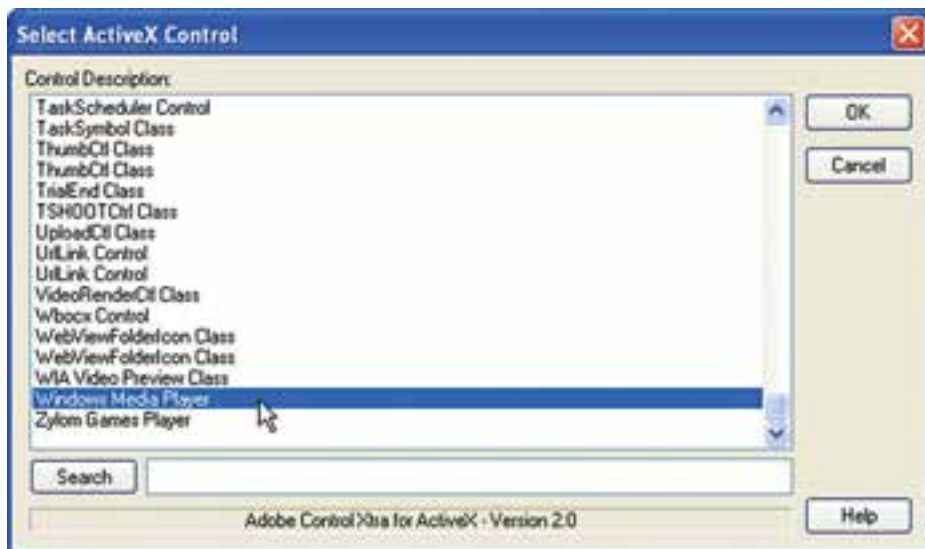 Select ActiveX Control
Control Description:
TaskScheduler Control
TaskSymbol Class
ThumbCtl Class
ThumbCtl Class
TrialEnd Class
TSHOOTCtrl Class
UploadCtl Class
UrlLink Control
UrlLink Control
VideoRenderCtl Class
Wbocx Control
WebViewFolderIcon Class
WebViewFolderIcon Class
WIA Video Preview Class
Windows Media Player
Zylom Games Player
OK
Cancel
Search
Adobe Control Xtra for ActiveX - Version 2.0
Help